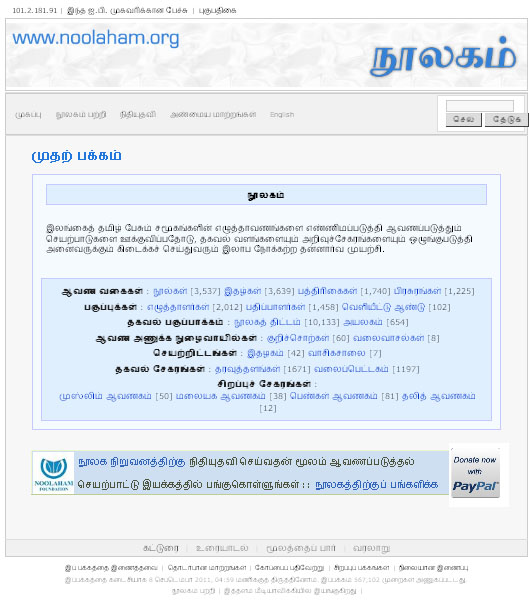 101.2.181.91 | இந்த ஐ.பி. முகவரிக்கான பேச்சு | புகுபதிகை
www.noolaham.org
நூலகம்
முகப்பு நூலகம் பற்றி நிதியுதவி அண்மைய மாற்றங்கள் English
செல் தேடுக
முதற் பக்கம்
நூலகம்
இலங்கைத் தமிழ் பேசும் சமூகங்களின் எழுத்தாவணங்களை எண்ணிமப்படுத்தி ஆவணப்படுத்தும்
செயற்பாடுகளை ஊக்குவிப்பதோடு, தகவல் வளங்களையும் அறிவுச்சேகரங்களையும் ஒழுங்குபடுத்தி
அனைவருக்கும் கிடைக்கச் செய்துவரும் இலாப நோக்கற்ற தன்னார்வ முயற்சி.
ஆவண வகைகள் : நூல்கள் [3,537] இதழ்கள் [3,639] பத்திரிகைகள் [1,740] பிரசுரங்கள் [1,225]
பகுப்புக்கள் : எழுத்தாளர்கள் [2,012] பதிப்பாளர்கள் [1,458] வெளியீட்டு ஆண்டு [102]
தகவல் பகுப்பாக்கம் : நூலகத் திட்டம் [10,133] அயலகம் [654]
ஆவண அணுக்க நுழைவாயில்கள் : குறிச்சொற்கள் [60] வலைவாசல்கள் [8]
செயற்றிட்டங்கள் : இதழகம் [42] வாசிகசாலை [7]
தகவல் சேகரங்கள் : தரவுத்தளங்கள் [1671] வலைப்பெட்டகம் [1197]
சிறப்புச் சேகரங்கள் :
முஸ்லிம் ஆவணகம் [50] மலையக ஆவணகம் [38] பெண்கள் ஆவணகம் [81] தலித் ஆவணகம்
[12]
NOOLAHAM FOUNDATION
நூலக நிறுவனத்திற்கு நிதியுதவி செய்வதன் மூலம் ஆவணப்படுத்தல்
செயற்பாட்டு இயக்கத்தில் பங்குகொள்ளுங்கள் :: நூலகத்திற்குப் பங்களிக்க
Donate now
with
PayPal
கட்டுரை | உரையாடல் | மூலத்தைப் பார் | வரலாறு
இப் பக்கத்தை இணைத்தவை | தொடர்பான மாற்றங்கள் | கோப்பைப் பதிவேற்று | சிறப்புப் பக்கங்கள் | நிலையான இணைப்பு
இப்பக்கத்தை கடைசியாக 8 செப்டெம்பர் 2011, 04:59 மணிக்குத் திருத்தினோம். இப்பக்கம் 567,102 முறைகள் அணுகப்பட்டது
நூலகம் பற்றி | இத்தளம் மீடியாவிக்கியில் இயங்குகிறது |